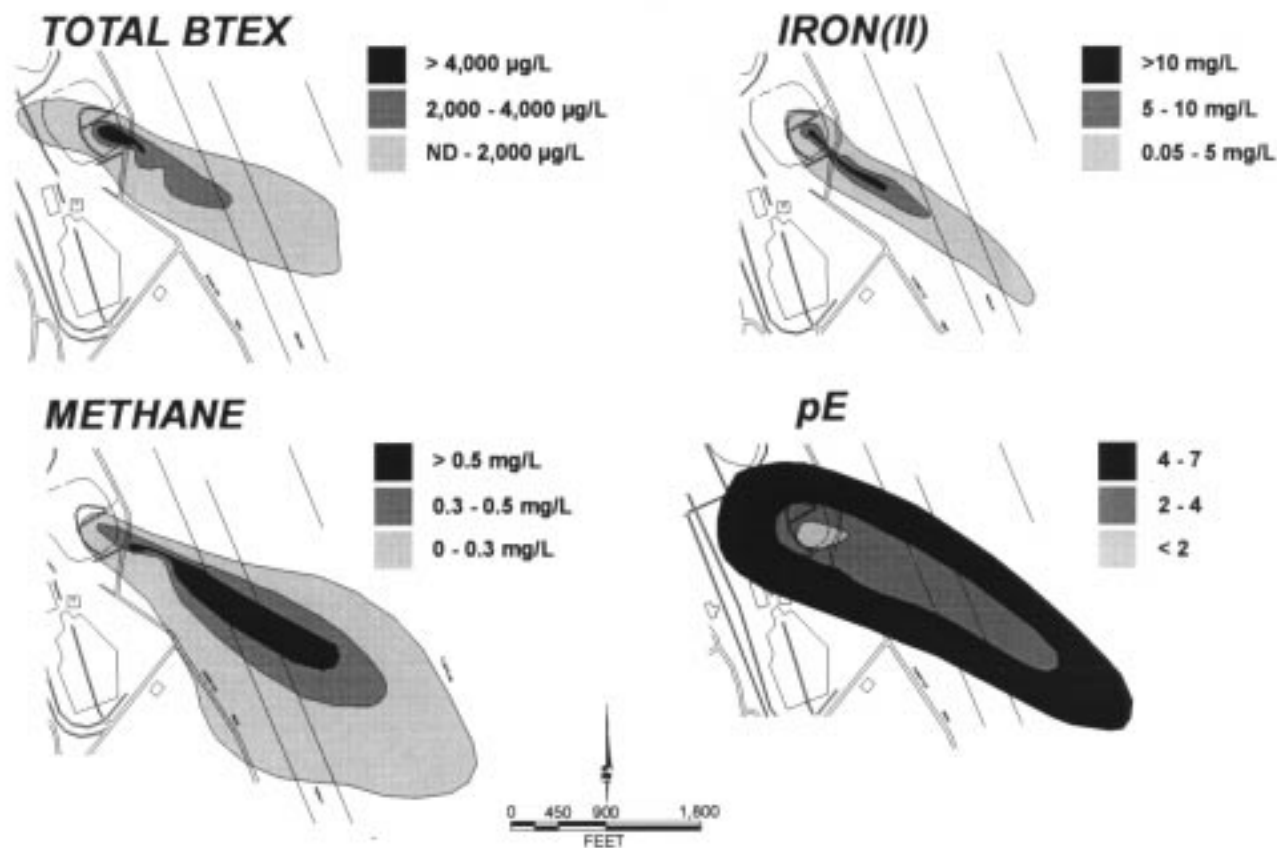 TOTAL BTEX
> 4,000 µg/L
2,000 - 4,000 µg/L
ND - 2,000 µg/L
IRON(II)
>10 mg/L
5 - 10 mg/L
0.05 - 5 mg/L
METHANE
> 0.5 mg/L
0.3 - 0.5 mg/L
0 - 0.3 mg/L
pE
4 - 7
2 - 4
< 2
0 450 900 1,800
FEET